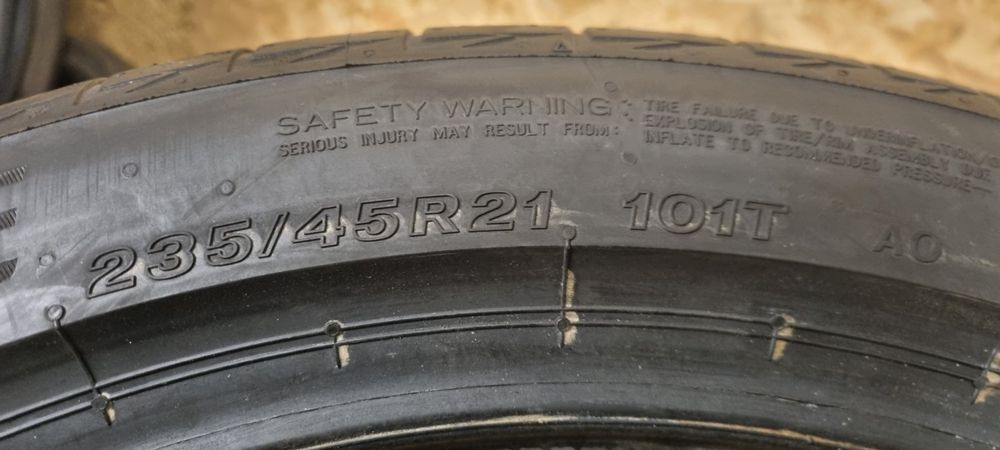 SAFETY WARNING:
SERIOUS INJURY MAY RESULT FROM:
TIRE FAILURE DUE TO UNDERINFLATION/
EXPLOSION OF TIRE/RIM ASSEMBLY DUE
INFLATE TO RECOMMENDED PRESSURE—
235/45R21 101T AO